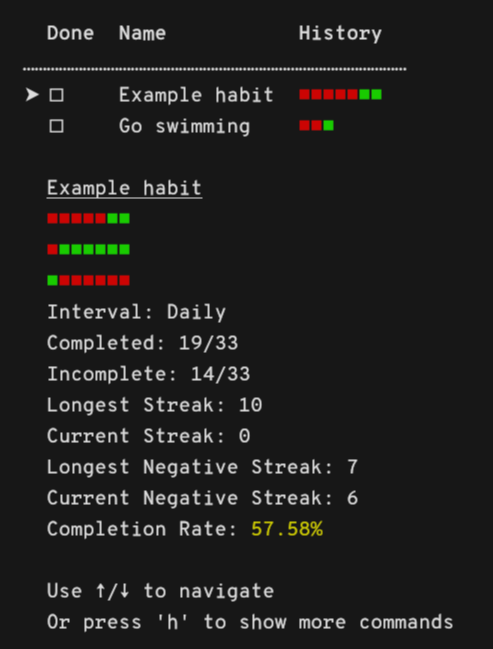 Done Name History
Example habit
Go swimming
Example habit
Interval: Daily
Completed: 19/33
Incomplete: 14/33
Longest Streak: 10
Current Streak: 0
Longest Negative Streak: 7
Current Negative Streak: 6
Completion Rate: 57.58%
Use ↑/↓ to navigate
Or press 'h' to show more commands